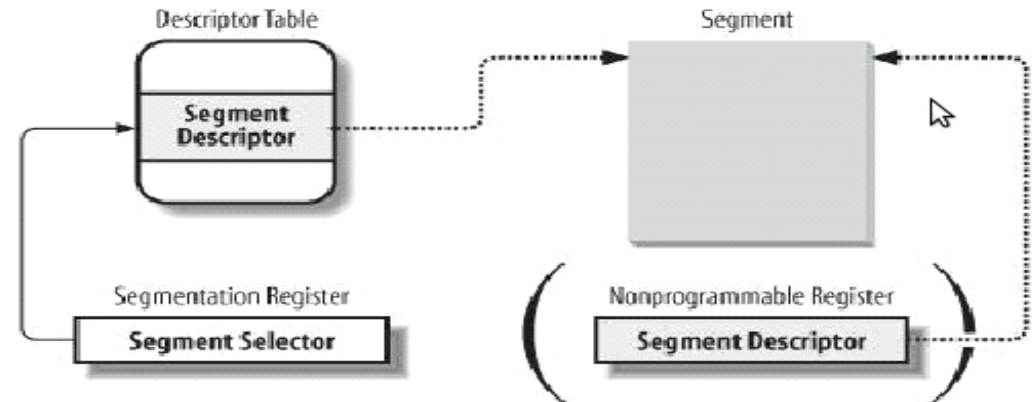 Descriptor Table
Segment
Segment
Descriptor
Segmentation Register
Segment Selector
Nonprogrammable Register
Segment Descriptor